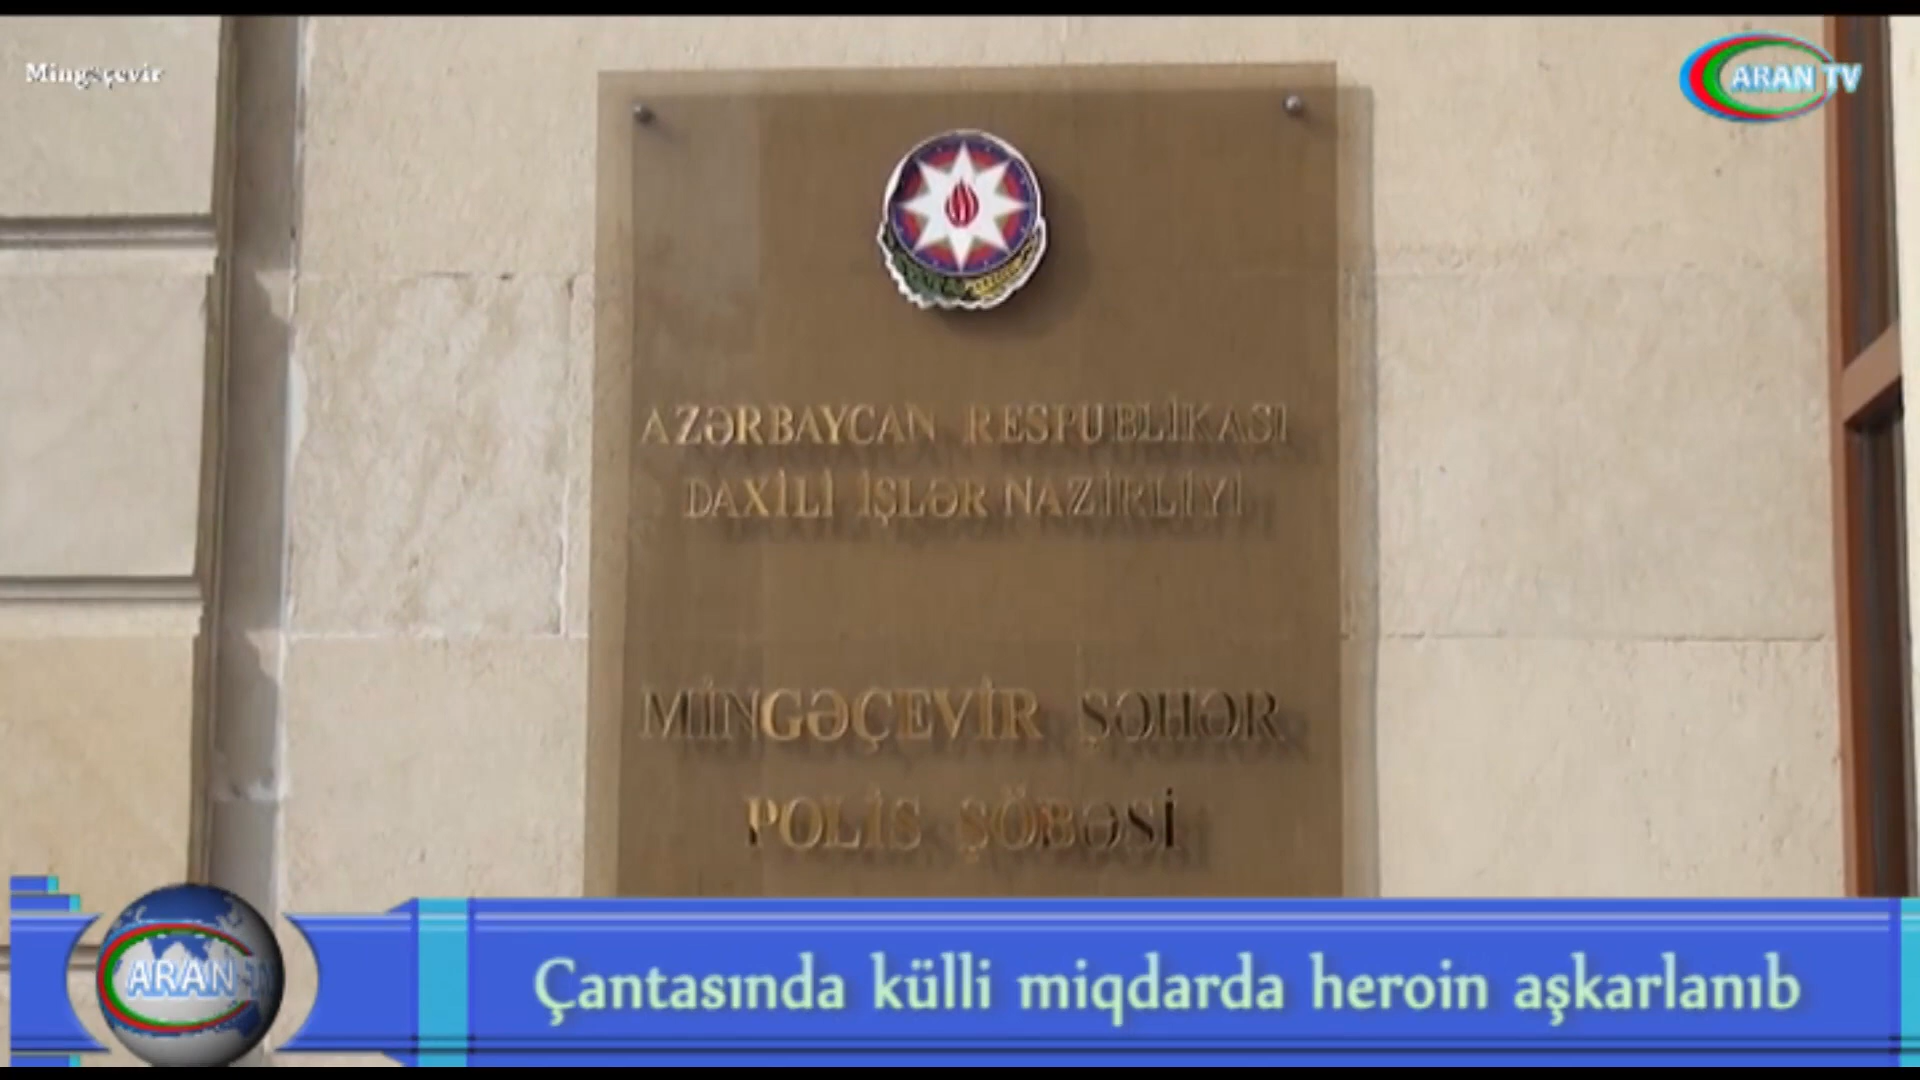 Mingəçevir
ARAN TV
AZƏRBAYCAN RESPUBLİKASI
DAXİLİ İŞLƏR NAZİRLİYİ
MİNGƏÇEVİR ŞƏHƏR
POLİS ŞÖBƏSİ
ARAN TV
Çantasında külli miqdarda heroin aşkarlanıb